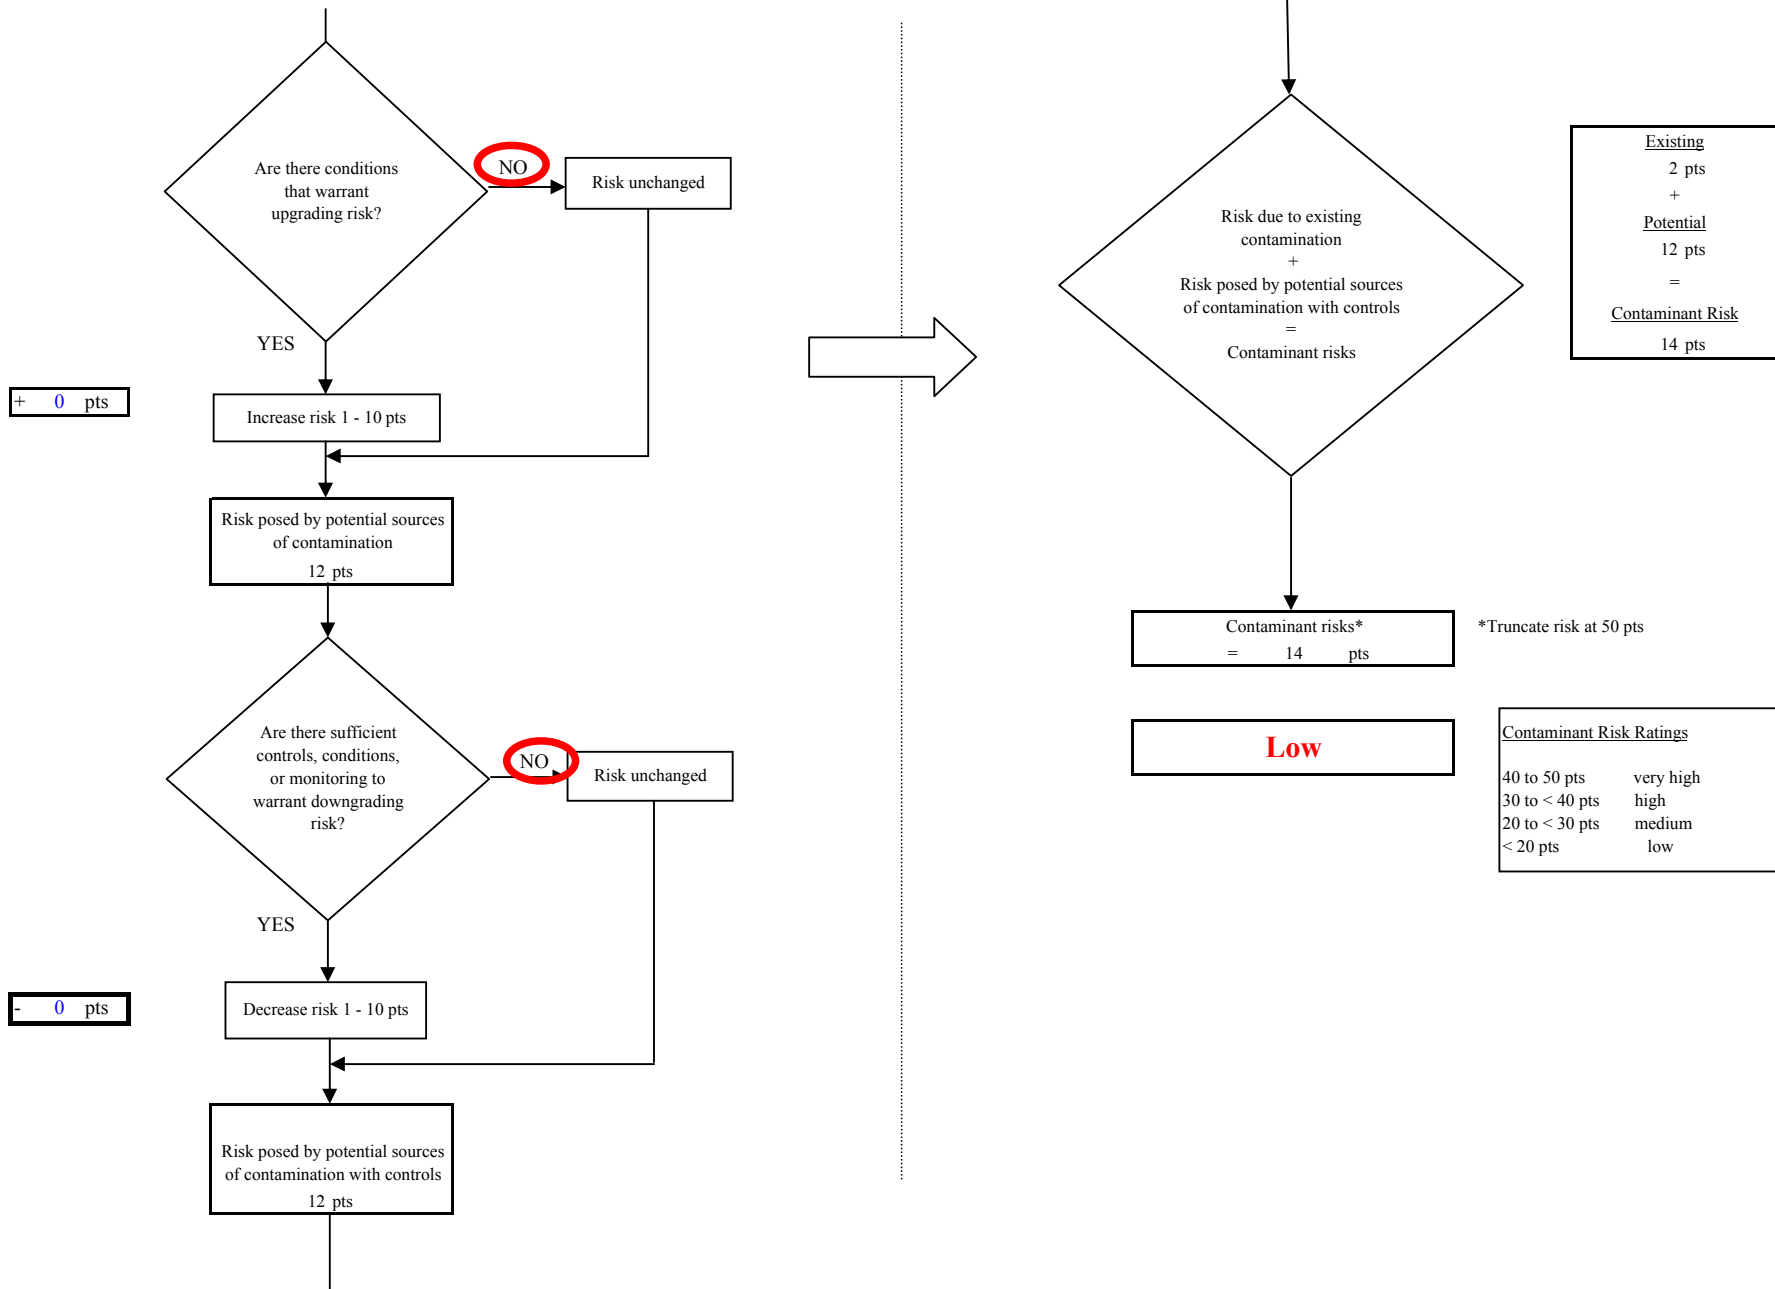 Are there conditions
that warrant
upgrading risk?
NO
Risk unchanged
YES
+ 0 pts
Increase risk 1 - 10 pts
Risk posed by potential sources
of contamination
12 pts
Are there sufficient
controls, conditions,
or monitoring to
warrant downgrading
risk?
NO
Risk unchanged
YES
- 0 pts
Decrease risk 1 - 10 pts
Risk posed by potential sources
of contamination with controls
12 pts
Risk due to existing
contamination
+
Risk posed by potential sources
of contamination with controls
=
Contaminant risks
Existing
2 pts
+
Potential
12 pts
=
Contaminant Risk
14 pts
Contaminant risks*
= 14 pts
*Truncate risk at 50 pts
Low
Contaminant Risk Ratings
40 to 50 pts very high
30 to < 40 pts high
20 to < 30 pts medium
< 20 pts low